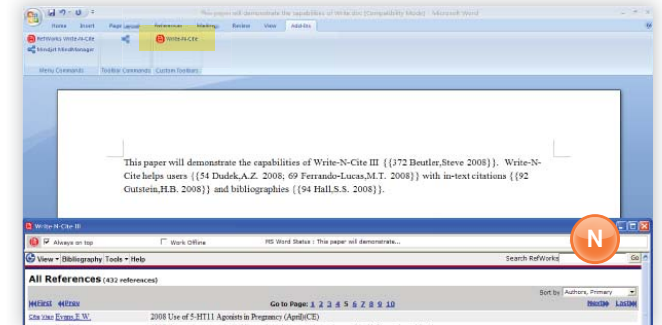 This paper will demonstrate the capabilities of Write.doc [Compatibility Mode] - Microsoft Word
Home Insert Page Layout References Mailings Review View Add-Ins
RefWorks Write-N-Cite Write-N-Cite
Mindjet MindManager
Menu Commands Toolbar Commands Custom Toolbars
This paper will demonstrate the capabilities of Write-N-Cite III {{372 Beutler,Steve 2008}}. Write-N-
Cite helps users {{54 Dudek,A.Z. 2008; 69 Ferrando-Lucas,M.T. 2008}} with in-text citations {{92
Gutstein,H.B. 2008}} and bibliographies {{94 Hall,S.S. 2008}}.
Write-N-Cite III
N
Always on top Work Offline MS Word Status : This paper wil demonstrate...
View Bibliography Tools Help Search RefWorks Go
All References (432 references)
Sort by Authors, Primary
First Prev Go to Page: 1 2 3 4 5 6 7 8 9 10 Next Last
Cite View Evans,E.W. 2008 Use of 5-HT11 Agonists in Pregnancy (April)(CE)